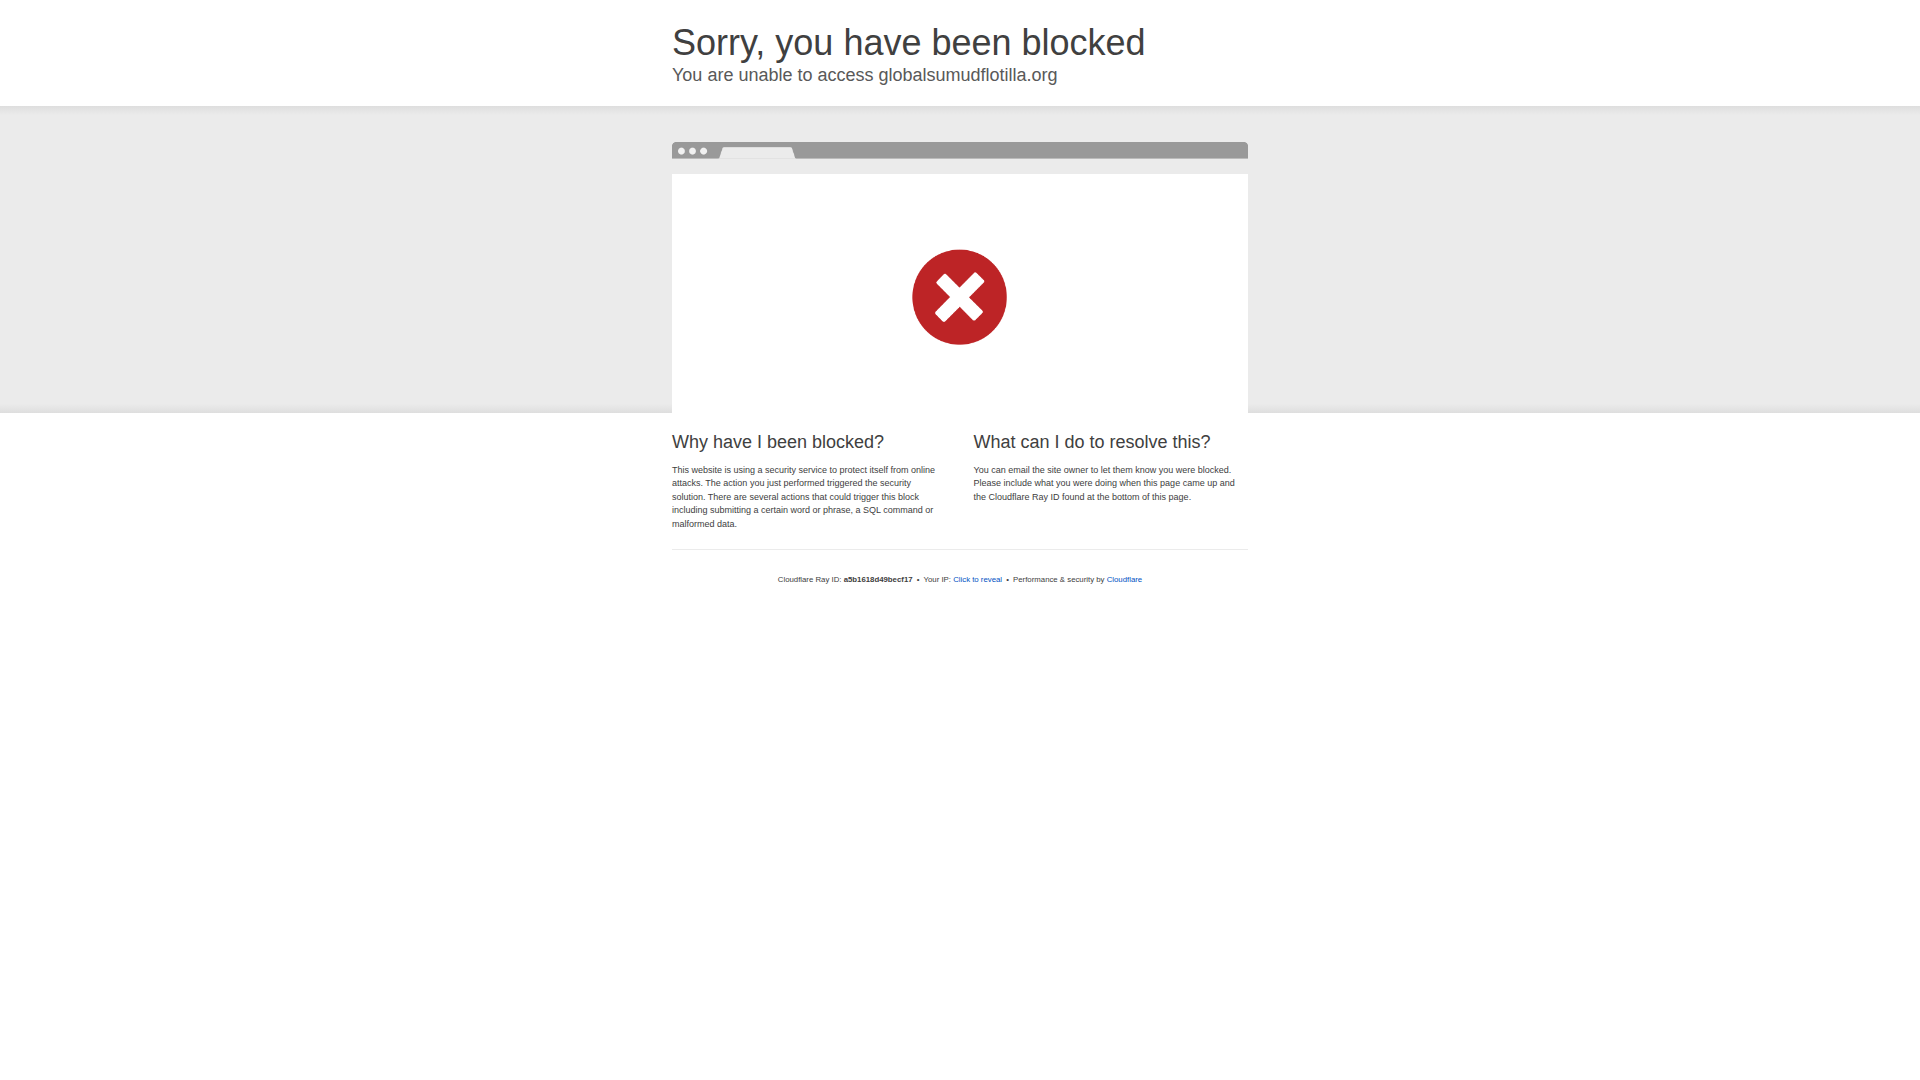 Sorry, you have been blocked
You are unable to access globalsumudflotilla.org
Why have I been blocked?
This website is using a security service to protect itself from online
attacks. The action you just performed triggered the security
solution. There are several actions that could trigger this block
including submitting a certain word or phrase, a SQL command or
malformed data.
What can I do to resolve this?
You can email the site owner to let them know you were blocked.
Please include what you were doing when this page came up and
the Cloudflare Ray ID found at the bottom of this page.
Cloudflare Ray ID: a5b1618d49becf17 • Your IP: Click to reveal • Performance & security by Cloudflare